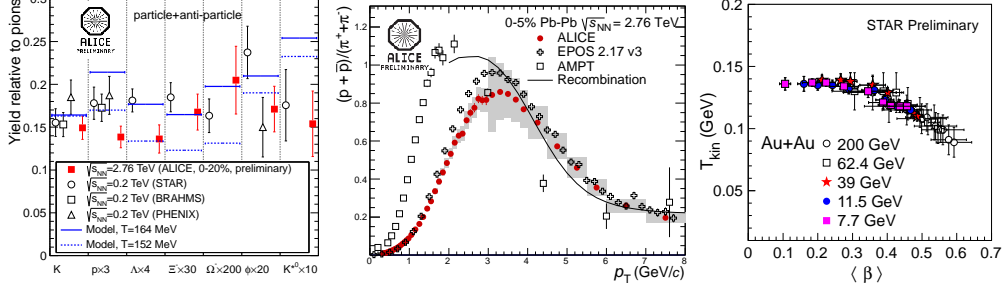 Yield relative to pions
0.25
0.2
0.15
0.1
0.05
0
particle+anti-particle
ALICE
PRELIMINARY
√sNN=2.76 TeV (ALICE, 0-20%, preliminary)
√sNN=0.2 TeV (STAR)
√sNN=0.2 TeV (BRAHMS)
√sNN=0.2 TeV (PHENIX)
Model, T=164 MeV
Model, T=152 MeV
K p×3 Λ×4 Ξ×30 Ω×200 ϕ×20 K*0×10
(p + p̅)/(π⁺+π⁻)
1.2
1
0.8
0.6
0.4
0.2
0
ALICE
PRELIMINARY
0-5% Pb-Pb √sNN = 2.76 TeV
ALICE
EPOS 2.17 v3
AMPT
Recombination
0 1 2 3 4 5 6 7 8
pT (GeV/c)
Tkin (GeV)
0.15
0.1
0.05
STAR Preliminary
Au+Au
200 GeV
62.4 GeV
39 GeV
11.5 GeV
7.7 GeV
0 0.1 0.2 0.3 0.4 0.5 0.6 0.7
⟨ β ⟩